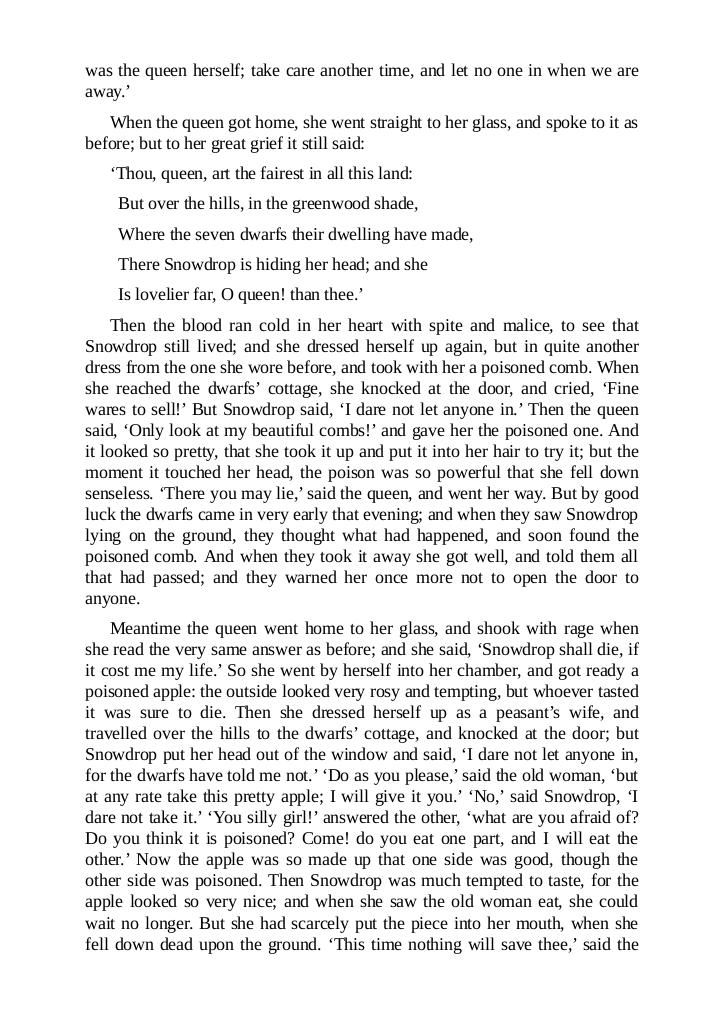 was the queen herself; take care another time, and let no one in when we are
away.’
When the queen got home, she went straight to her glass, and spoke to it as
before; but to her great grief it still said:
‘Thou, queen, art the fairest in all this land:
But over the hills, in the greenwood shade,
Where the seven dwarfs their dwelling have made,
There Snowdrop is hiding her head; and she
Is lovelier far, O queen! than thee.’
Then the blood ran cold in her heart with spite and malice, to see that
Snowdrop still lived; and she dressed herself up again, but in quite another
dress from the one she wore before, and took with her a poisoned comb. When
she reached the dwarfs’ cottage, she knocked at the door, and cried, ‘Fine
wares to sell!’ But Snowdrop said, ‘I dare not let anyone in.’ Then the queen
said, ‘Only look at my beautiful combs!’ and gave her the poisoned one. And
it looked so pretty, that she took it up and put it into her hair to try it; but the
moment it touched her head, the poison was so powerful that she fell down
senseless. ‘There you may lie,’ said the queen, and went her way. But by good
luck the dwarfs came in very early that evening; and when they saw Snowdrop
lying on the ground, they thought what had happened, and soon found the
poisoned comb. And when they took it away she got well, and told them all
that had passed; and they warned her once more not to open the door to
anyone.
Meantime the queen went home to her glass, and shook with rage when
she read the very same answer as before; and she said, ‘Snowdrop shall die, if
it cost me my life.’ So she went by herself into her chamber, and got ready a
poisoned apple: the outside looked very rosy and tempting, but whoever tasted
it was sure to die. Then she dressed herself up as a peasant’s wife, and
travelled over the hills to the dwarfs’ cottage, and knocked at the door; but
Snowdrop put her head out of the window and said, ‘I dare not let anyone in,
for the dwarfs have told me not.’ ‘Do as you please,’ said the old woman, ‘but
at any rate take this pretty apple; I will give it you.’ ‘No,’ said Snowdrop, ‘I
dare not take it.’ ‘You silly girl!’ answered the other, ‘what are you afraid of?
Do you think it is poisoned? Come! do you eat one part, and I will eat the
other.’ Now the apple was so made up that one side was good, though the
other side was poisoned. Then Snowdrop was much tempted to taste, for the
apple looked so very nice; and when she saw the old woman eat, she could
wait no longer. But she had scarcely put the piece into her mouth, when she
fell down dead upon the ground. ‘This time nothing will save thee,’ said the